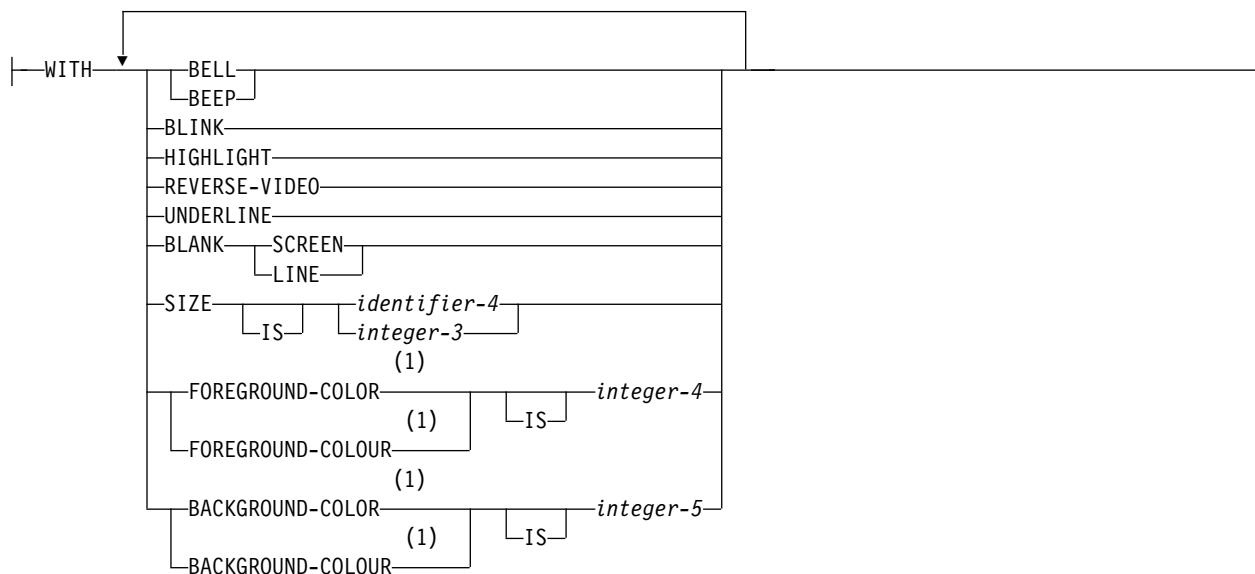 WITH BELL
BEEP
BLINK
HIGHLIGHT
REVERSE-VIDEO
UNDERLINE
BLANK SCREEN
LINE
SIZE identifier-4
IS integer-3
(1)
FOREGROUND-COLOR integer-4
(1) IS
FOREGROUND-COLOUR
(1)
BACKGROUND-COLOR integer-5
(1) IS
BACKGROUND-COLOUR